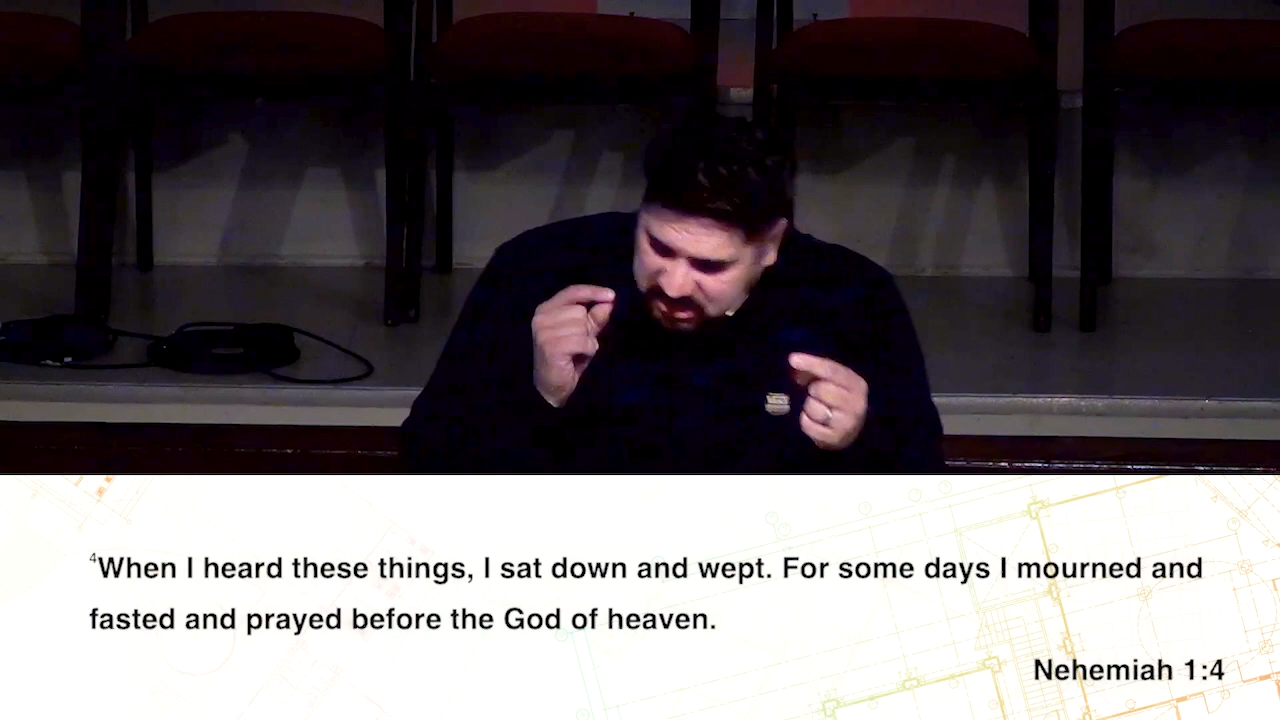 ⁴When I heard these things, I sat down and wept. For some days I mourned and
fasted and prayed before the God of heaven.
Nehemiah 1:4